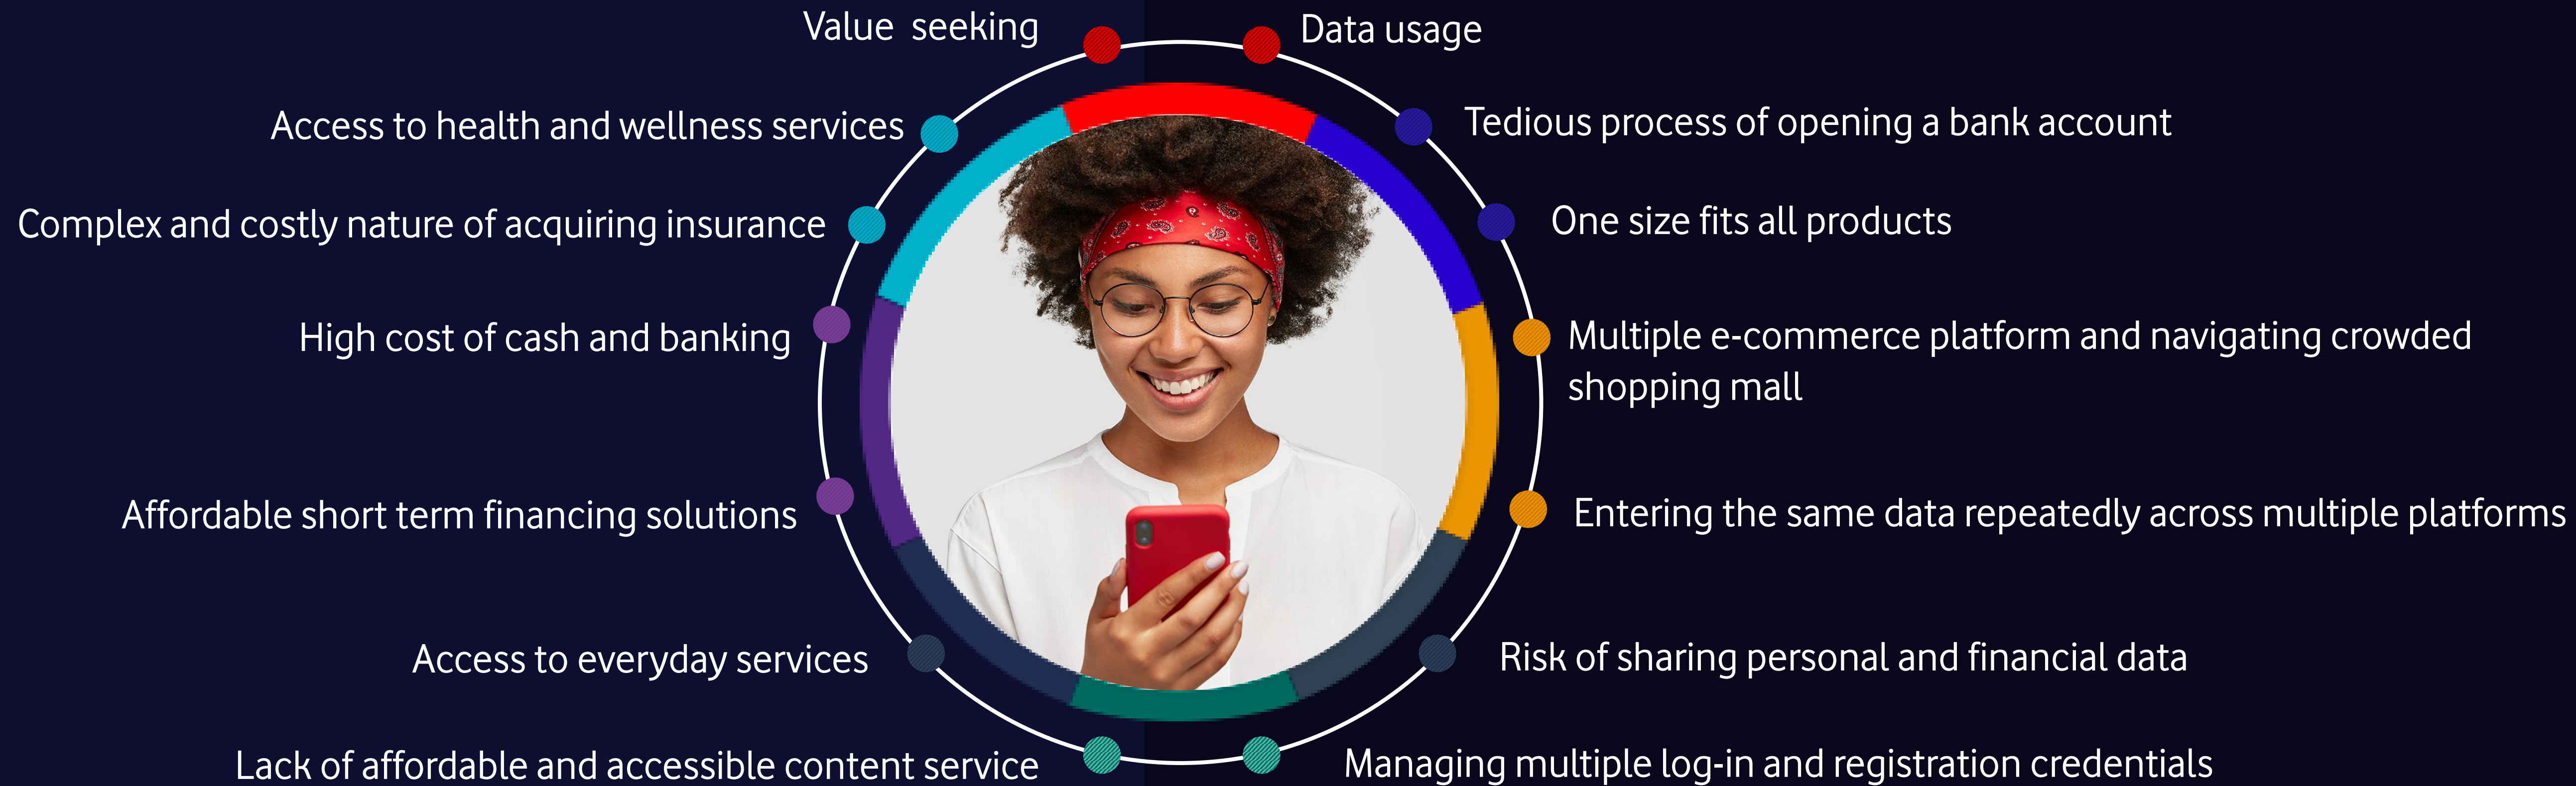 Value seeking
Data usage
Access to health and wellness services
Tedious process of opening a bank account
Complex and costly nature of acquiring insurance
One size fits all products
High cost of cash and banking
Multiple e-commerce platform and navigating crowded
shopping mall
Affordable short term financing solutions
Entering the same data repeatedly across multiple platforms
Access to everyday services
Risk of sharing personal and financial data
Lack of affordable and accessible content service
Managing multiple log-in and registration credentials